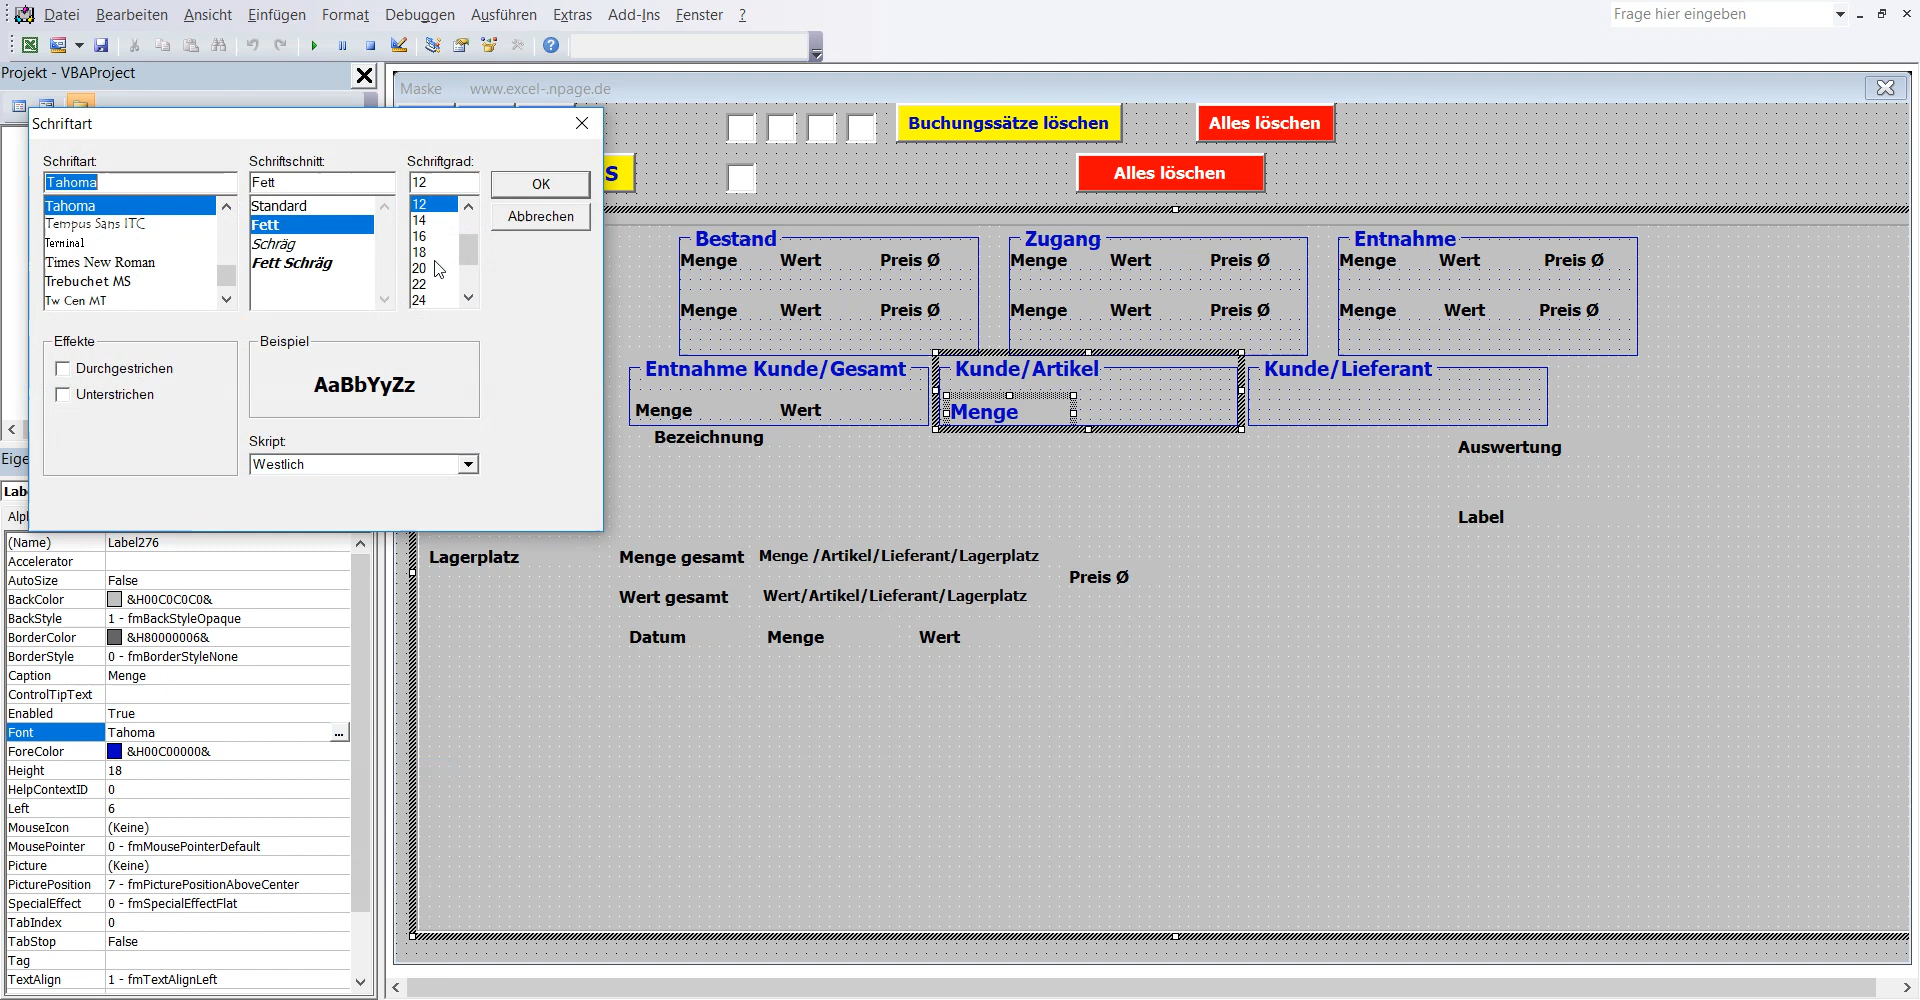 Datei Bearbeiten Ansicht Einfügen Format Debuggen Ausführen Extras Add-Ins Fenster ?
Frage hier eingeben
Projekt - VBAProject
Maske www.excel-.npage.de
Buchungssätze löschen
Alles löschen
S
Alles löschen
Schriftart
Schriftart:
Tahoma
Tahoma
Tempus Sans ITC
Terminal
Times New Roman
Trebuchet MS
Tw Cen MT
Schriftschnitt:
Fett
Standard
Fett
Schräg
Fett Schräg
Schriftgrad:
12
12
14
16
18
20
22
24
OK
Abbrechen
Effekte
Durchgestrichen
Unterstrichen
Beispiel
AaBbYyZz
Skript:
Westlich
Eige
Lab
Alph
(Name) Label276
Accelerator
AutoSize False
BackColor &H00C0C0C0&
BackStyle 1 - fmBackStyleOpaque
BorderColor &H80000006&
BorderStyle 0 - fmBorderStyleNone
Caption Menge
ControlTipText
Enabled True
Font Tahoma ...
ForeColor &H00C00000&
Height 18
HelpContextID 0
Left 6
MouseIcon (Keine)
MousePointer 0 - fmMousePointerDefault
Picture (Keine)
PicturePosition 7 - fmPicturePositionAboveCenter
SpecialEffect 0 - fmSpecialEffectFlat
TabIndex 0
TabStop False
Tag
TextAlign 1 - fmTextAlignLeft
Bestand
Menge Wert Preis Ø
Menge Wert Preis Ø
Zugang
Menge Wert Preis Ø
Menge Wert Preis Ø
Entnahme
Menge Wert Preis Ø
Menge Wert Preis Ø
Entnahme Kunde/Gesamt
Menge Wert
Kunde/Artikel
Menge
Kunde/Lieferant
Bezeichnung
Auswertung
Label
Lagerplatz
Menge gesamt Menge /Artikel/Lieferant/Lagerplatz
Preis Ø
Wert gesamt Wert/Artikel/Lieferant/Lagerplatz
Datum Menge Wert